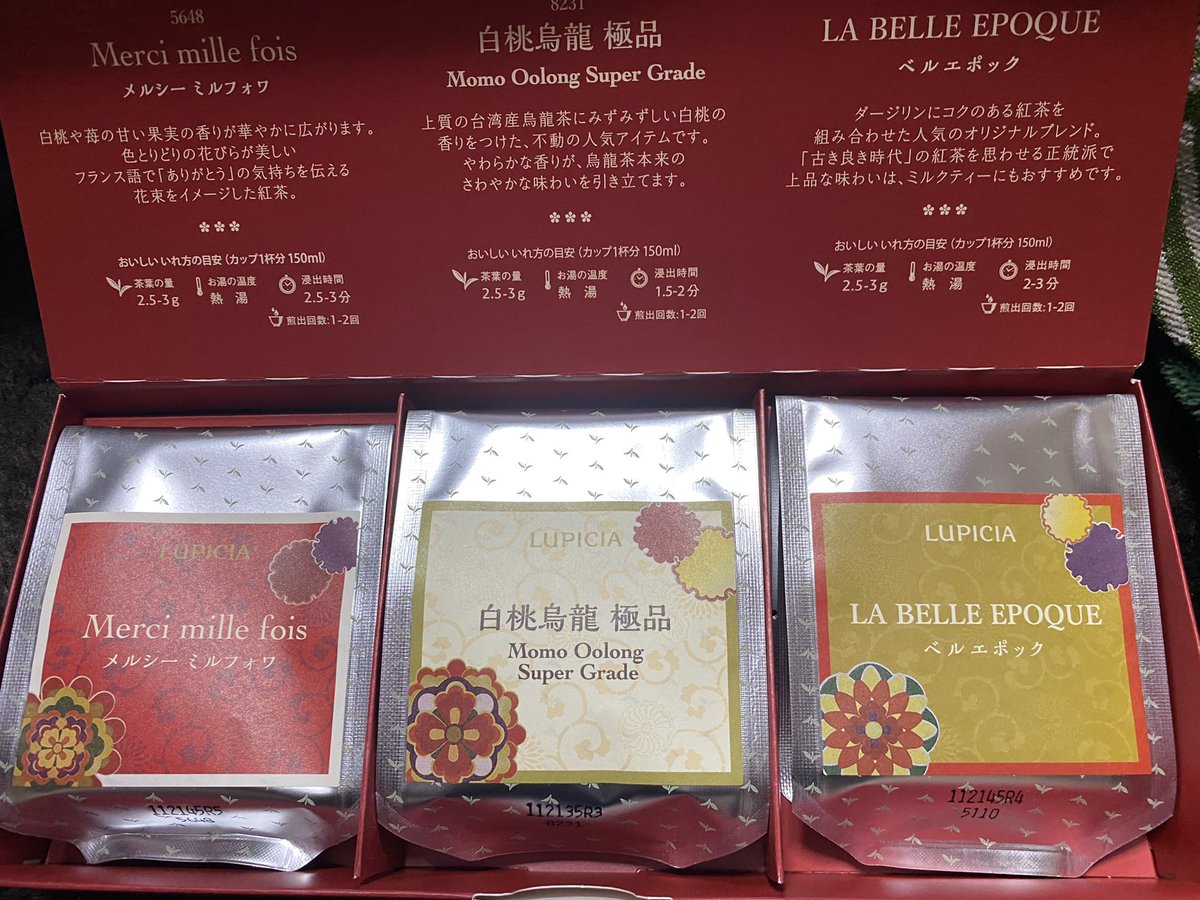 5648
Merci mille fois
メルシー ミルフォワ
白桃や苺の甘い果実の香りが華やかに広がります。
色とりどりの花びらが美しい
フランス語で「ありがとう」の気持ちを伝える
花束をイメージした紅茶。
おいしい いれ方の目安（カップ1杯分 150ml）
茶葉の量
2.5-3g
お湯の温度
熱湯
浸出時間
2.5-3分
煎出回数:1-2回
8231
白桃烏龍 極品
Momo Oolong Super Grade
上質の台湾産烏龍茶にみずみずしい白桃の
香りをつけた、不動の人気アイテムです。
やわらかな香りが、烏龍茶本来の
さわやかな味わいを引き立てます。
おいしい いれ方の目安（カップ1杯分 150ml）
茶葉の量
2.5-3g
お湯の温度
熱湯
浸出時間
1.5-2分
煎出回数:1-2回
LA BELLE EPOQUE
ベルエポック
ダージリンにコクのある紅茶を
組み合わせた人気のオリジナルブレンド。
「古き良き時代」の紅茶を思わせる正統派で
上品な味わいは、ミルクティーにもおすすめです。
おいしい いれ方の目安（カップ1杯分 150ml）
茶葉の量
2.5-3g
お湯の温度
熱湯
浸出時間
2-3分
煎出回数:1-2回
LUPICIA
Merci mille fois
メルシー ミルフォワ
112145R5
5648
LUPICIA
白桃烏龍 極品
Momo Oolong
Super Grade
112135R3
8231
LUPICIA
LA BELLE EPOQUE
ベルエポック
112145R4
5110